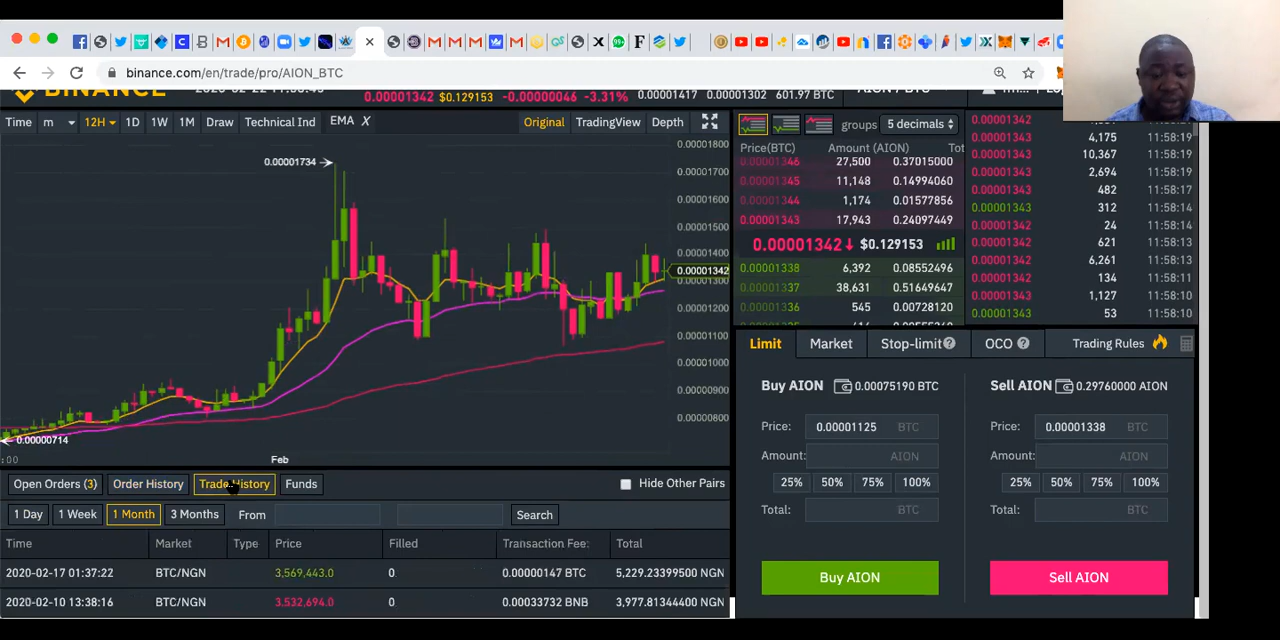 binance.com/en/trade/pro/AION_BTC
BINANCE
0.00001342 $0.129153 -0.00000046 -3.31% 0.00001417 0.00001302 601.97 BTC
Time m 12H 1D 1W 1M Draw Technical Ind EMA X Original TradingView Depth
0.00001800
0.00001734
0.00001700
0.00001600
0.00001500
0.00001400
0.00001342
0.00001200
0.00001100
0.00001000
0.00000900
0.00000800
0.00000714
:00
Feb
groups 5 decimals
Price(BTC) Amount (AION) Tot
0.00001346 27,500 0.37015000
0.00001345 11,148 0.14994060
0.00001344 1,174 0.01577856
0.00001343 17,943 0.24097449
0.00001342↓ $0.129153
0.00001338 6,392 0.08552496
0.00001337 38,631 0.51649647
0.00001336 545 0.00728120
0.00001342 11:58:19
0.00001343 4,175 11:58:19
0.00001342 10,367 11:58:19
0.00001343 2,694 11:58:19
0.00001343 482 11:58:17
0.00001343 312 11:58:14
0.00001342 24 11:58:14
0.00001342 621 11:58:13
0.00001342 6,261 11:58:13
0.00001342 134 11:58:11
0.00001343 1,127 11:58:10
0.00001343 53 11:58:10
Limit Market Stop-limit OCO Trading Rules
Buy AION 0.00075190 BTC
Price: 0.00001125 BTC
Amount: AION
25% 50% 75% 100%
Total: BTC
Buy AION
Sell AION 0.29760000 AION
Price: 0.00001338 BTC
Amount: AION
25% 50% 75% 100%
Total: BTC
Sell AION
Open Orders (3) Order History Trade History Funds Hide Other Pairs
1 Day 1 Week 1 Month 3 Months From Search
Time Market Type Price Filled Transaction Fee: Total
2020-02-17 01:37:22 BTC/NGN 3,569,443.0 0 0.00000147 BTC 5,229.23399500 NGN
2020-02-10 13:38:16 BTC/NGN 3,532,694.0 0 0.00033732 BNB 3,977.81344400 NGN